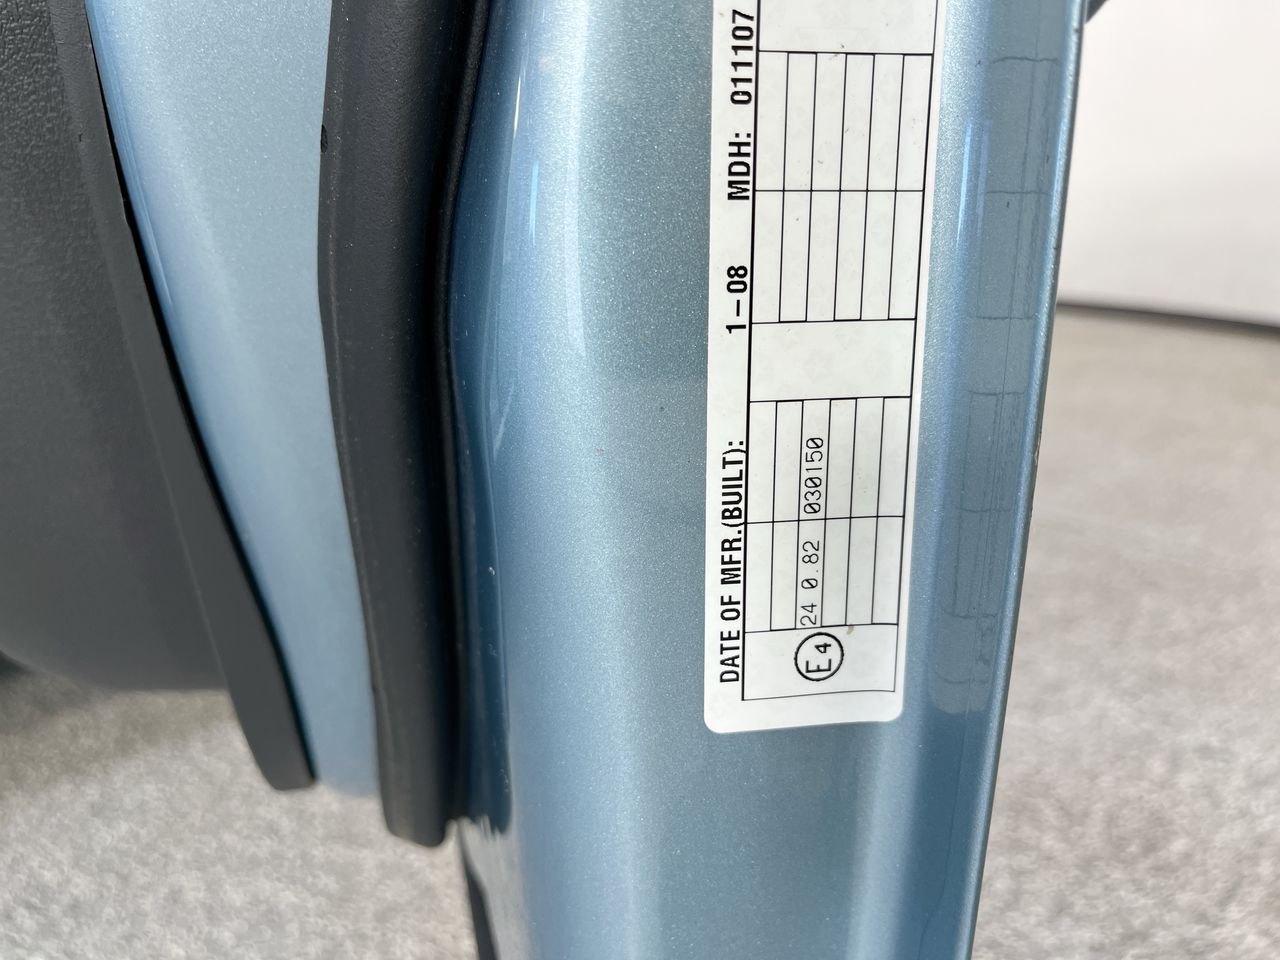 DATE OF MFR.(BUILT): 1-08 MDH: 011107
E4 24 0.82 030150